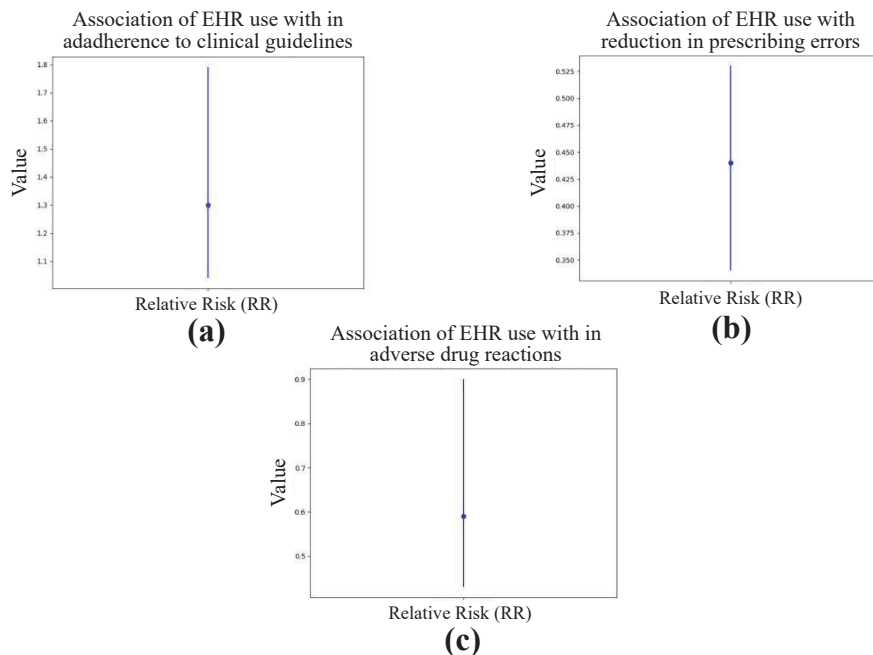 Association of EHR use with in
adadherence to clinical guidelines
1.8
1.7
1.6
1.5
1.4
1.3
1.2
1.1
Value
Relative Risk (RR)
(a)
Association of EHR use with
reduction in prescribing errors
0.525
0.500
0.475
0.450
0.425
0.400
0.375
0.350
Value
Relative Risk (RR)
(b)
Association of EHR use with in
adverse drug reactions
0.9
0.8
0.7
0.6
0.5
Value
Relative Risk (RR)
(c)